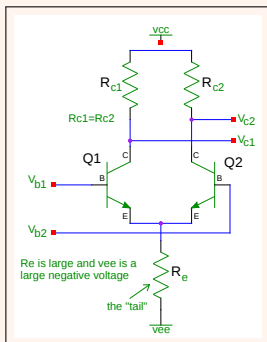 vcc
Rc1 Rc2
Rc1=Rc2
Vc2
Vc1
Q1 C C Q2
Vb1 B B
E E
Vb2
Re is large and vee is a
large negative voltage
Re
the "tail"
vee